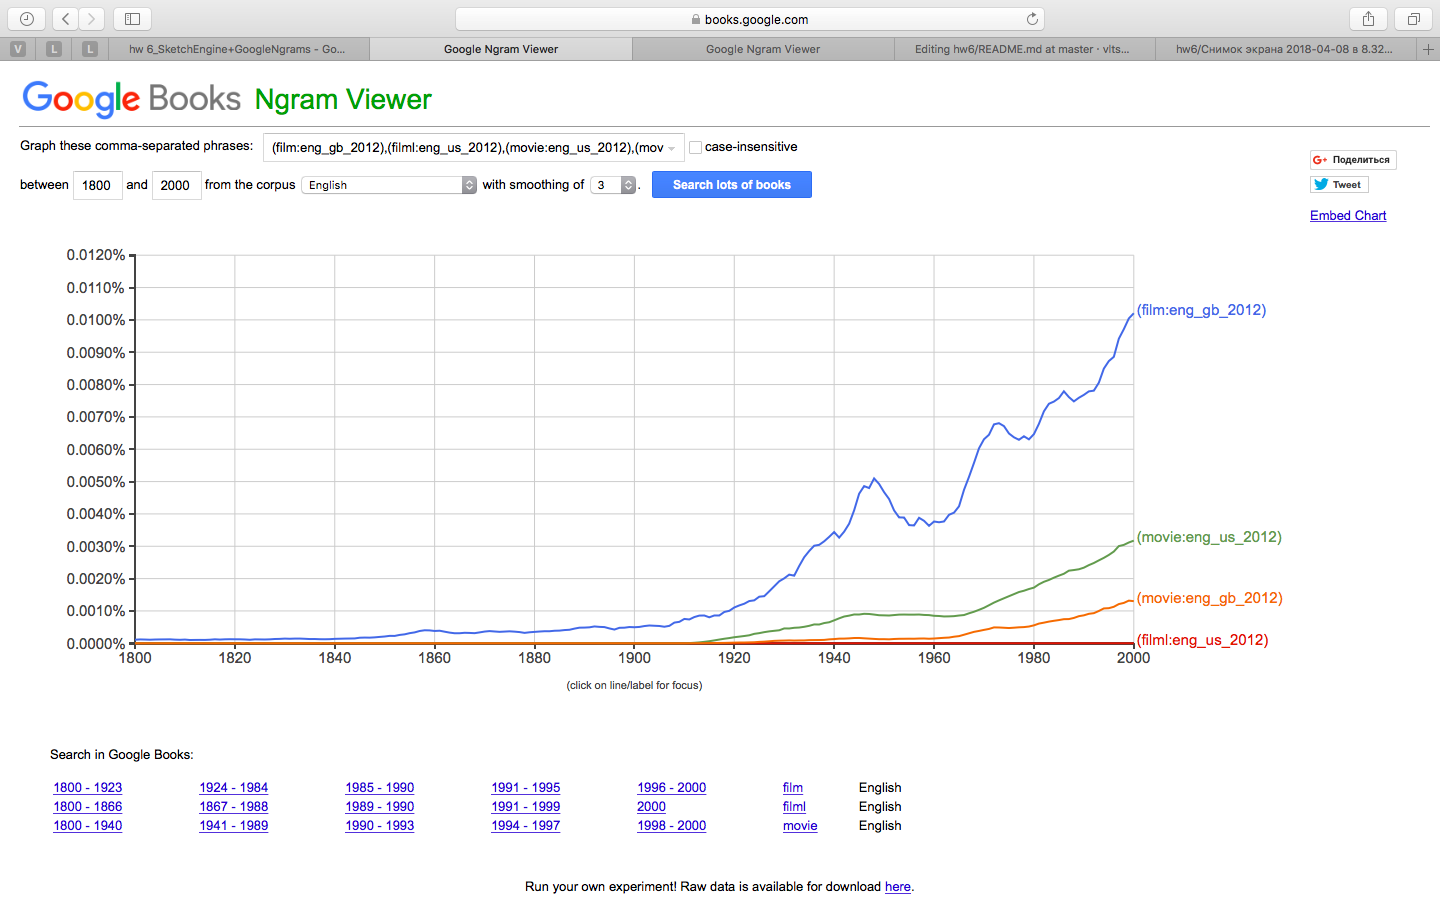 books.google.com
V L L hw 6_SketchEngine+GoogleNgrams - Go... Google Ngram Viewer Google Ngram Viewer Editing hw6/README.md at master · vlts... hw6/Снимок экрана 2018-04-08 в 8.32...
Google Books Ngram Viewer
Graph these comma-separated phrases: (film:eng_gb_2012),(filml:eng_us_2012),(movie:eng_us_2012),(mov case-insensitive
between 1800 and 2000 from the corpus English with smoothing of 3 . Search lots of books
G+ Поделиться
Tweet
Embed Chart
0.0120%
0.0110%
0.0100%
0.0090%
0.0080%
0.0070%
0.0060%
0.0050%
0.0040%
0.0030%
0.0020%
0.0010%
0.0000%
(film:eng_gb_2012)
(movie:eng_us_2012)
(movie:eng_gb_2012)
(filml:eng_us_2012)
1800 1820 1840 1860 1880 1900 1920 1940 1960 1980 2000
(click on line/label for focus)
Search in Google Books:
1800 - 1923 1924 - 1984 1985 - 1990 1991 - 1995 1996 - 2000 film English
1800 - 1866 1867 - 1988 1989 - 1990 1991 - 1999 2000 filml English
1800 - 1940 1941 - 1989 1990 - 1993 1994 - 1997 1998 - 2000 movie English
Run your own experiment! Raw data is available for download here.